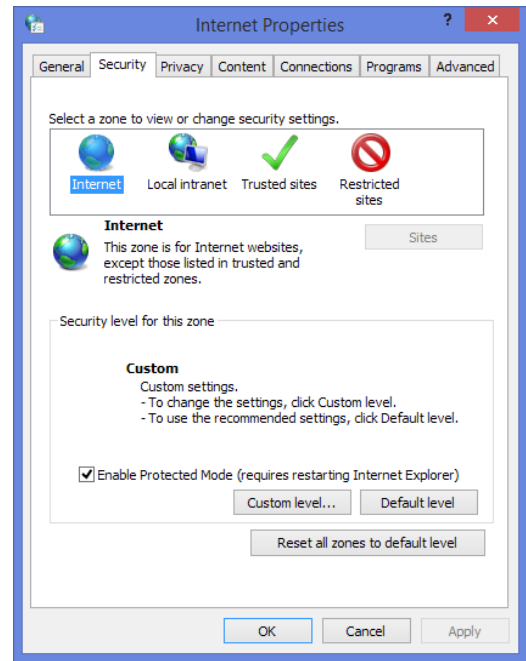 Internet Properties
?
General Security Privacy Content Connections Programs Advanced
Select a zone to view or change security settings.
Internet Local intranet Trusted sites Restricted
sites
Internet
Sites
This zone is for Internet websites,
except those listed in trusted and
restricted zones.
Security level for this zone
Custom
Custom settings.
- To change the settings, click Custom level.
- To use the recommended settings, click Default level.
Enable Protected Mode (requires restarting Internet Explorer)
Custom level... Default level
Reset all zones to default level
OK Cancel Apply